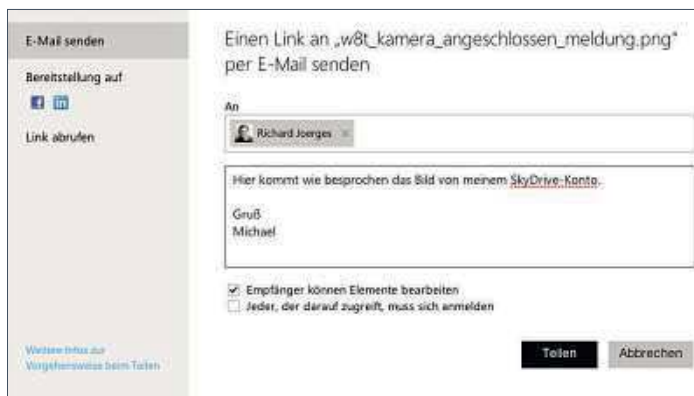 E-Mail senden
Bereitstellung auf
Link abrufen
Weitere Infos zur
Vorgehensweise beim Teilen
Einen Link an „w8t_kamera_angeschlossen_meldung.png"
per E-Mail senden
An
Richard Joerges ×
Hier kommt wie besprochen das Bild von meinem SkyDrive-Konto.
Gruß
Michael
Empfänger können Elemente bearbeiten
Jeder, der darauf zugreift, muss sich anmelden
Teilen
Abbrechen